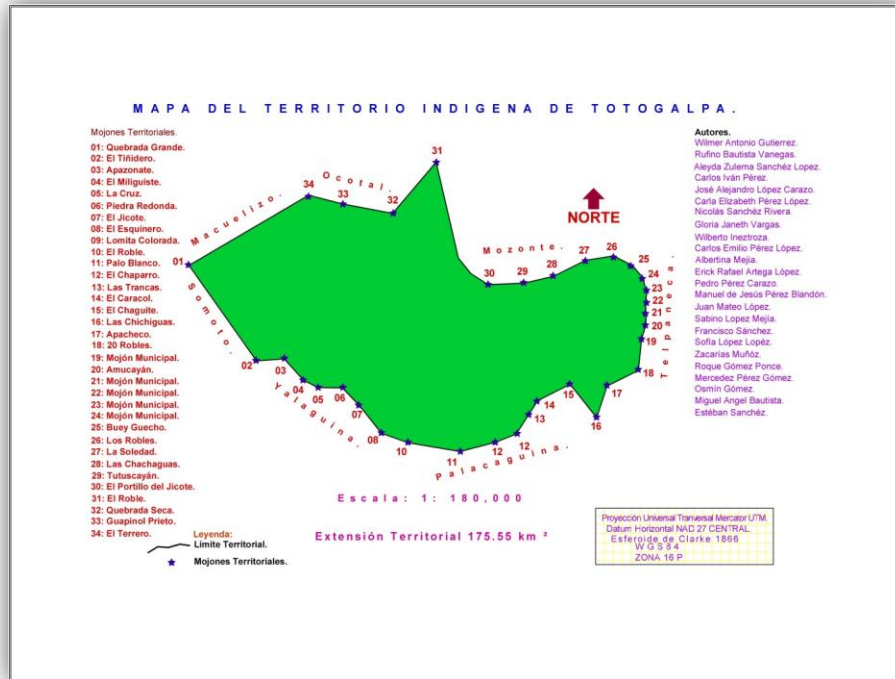 MAPA DEL TERRITORIO INDIGENA DE TOTOGALPA.
Mojones Territoriales.
01: Quebrada Grande.
02: El Tiñidero.
03: Apazonate.
04: El Miliguiste.
05: La Cruz.
06: Piedra Redonda.
07: El Jicote.
08: El Esquinero.
09: Lomita Colorada.
10: El Roble.
11: Palo Blanco.
12: El Chaparro.
13: Las Trancas.
14: El Caracol.
15: El Chaguite.
16: Las Chichiguas.
17: Apacheco.
18: 20 Robles.
19: Mojón Municipal.
20: Amucayán.
21: Mojón Municipal.
22: Mojón Municipal.
23: Mojón Municipal.
24: Mojón Municipal.
25: Buey Guecho.
26: Los Robles.
27: La Soledad.
28: Las Chachaguas.
29: Tutuscayán.
30: El Portillo del Jicote.
31: El Roble.
32: Quebrada Seca.
33: Guapinol Prieto.
34: El Terrero.
Leyenda:
Límite Territorial.
Mojones Territoriales.
31
Ocotal.
34
33
32
Macuelizo.
01
Somoto.
02
03
04
05
06
Yalaguina.
07
08
10
11
12
12
13
14
Palacaguina.
15
16
17
18
19
20
21
22
23
24
25
26
27
28
29
30
Mozonte.
Telpaneca.
NORTE
Escala: 1: 180,000
Extensión Territorial 175.55 km ²
Autores.
Wilmer Antonio Gutierrez.
Rufino Bautista Vanegas.
Aleyda Zulema Sanchéz Lopez.
Carlos Iván Pérez.
José Alejandro López Carazo.
Carla Elizabeth Pérez López.
Nicolás Sanchéz Rivera.
Gloria Janeth Vargas.
Wilberto Ineztroza.
Carlos Emilio Pérez López.
Albertina Mejía.
Erick Rafael Artega López.
Pedro Pérez Carazo.
Manuel de Jesús Pérez Blandón.
Juan Mateo López.
Sabino Lopez Mejía.
Francisco Sánchez.
Sofía López Lopéz.
Zacarías Muñóz.
Roque Gómez Ponce.
Mercedez Pérez Gómez.
Osmín Gómez.
Miguel Angel Bautista.
Estéban Sanchéz.
Proyección Universal Tranversal Mercator UTM.
Datum Horizontal NAD 27 CENTRAL.
Esferoide de Clarke 1866
WGS84
ZONA 16 P